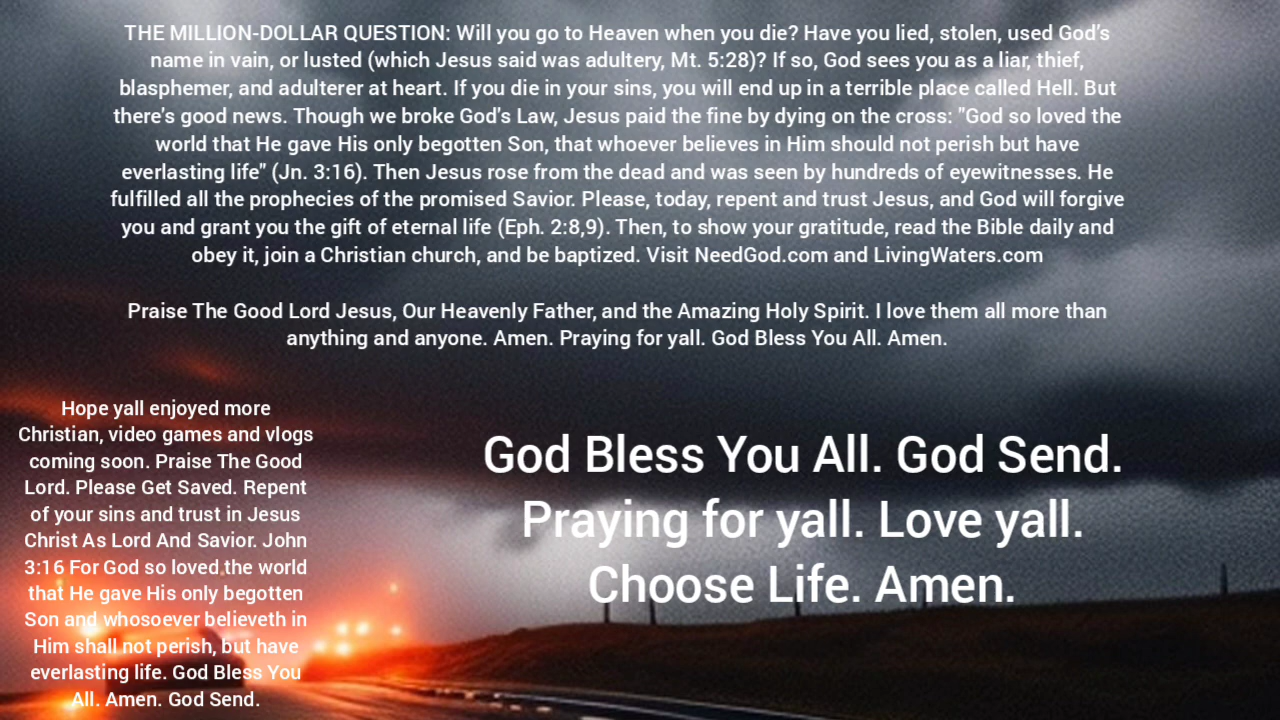 THE MILLION-DOLLAR QUESTION: Will you go to Heaven when you die? Have you lied, stolen, used God's
name in vain, or lusted (which Jesus said was adultery, Mt. 5:28)? If so, God sees you as a liar, thief,
blasphemer, and adulterer at heart. If you die in your sins, you will end up in a terrible place called Hell. But
there's good news. Though we broke God's Law, Jesus paid the fine by dying on the cross: "God so loved the
world that He gave His only begotten Son, that whoever believes in Him should not perish but have
everlasting life" (Jn. 3:16). Then Jesus rose from the dead and was seen by hundreds of eyewitnesses. He
fulfilled all the prophecies of the promised Savior. Please, today, repent and trust Jesus, and God will forgive
you and grant you the gift of eternal life (Eph. 2:8,9). Then, to show your gratitude, read the Bible daily and
obey it, join a Christian church, and be baptized. Visit NeedGod.com and LivingWaters.com
Praise The Good Lord Jesus, Our Heavenly Father, and the Amazing Holy Spirit. I love them all more than
anything and anyone. Amen. Praying for yall. God Bless You All. Amen.
Hope yall enjoyed more
Christian, video games and vlogs
coming soon. Praise The Good
Lord. Please Get Saved. Repent
of your sins and trust in Jesus
Christ As Lord And Savior. John
3:16 For God so loved the world
that He gave His only begotten
Son and whosoever believeth in
Him shall not perish, but have
everlasting life. God Bless You
All. Amen. God Send.
God Bless You All. God Send.
Praying for yall. Love yall.
Choose Life. Amen.